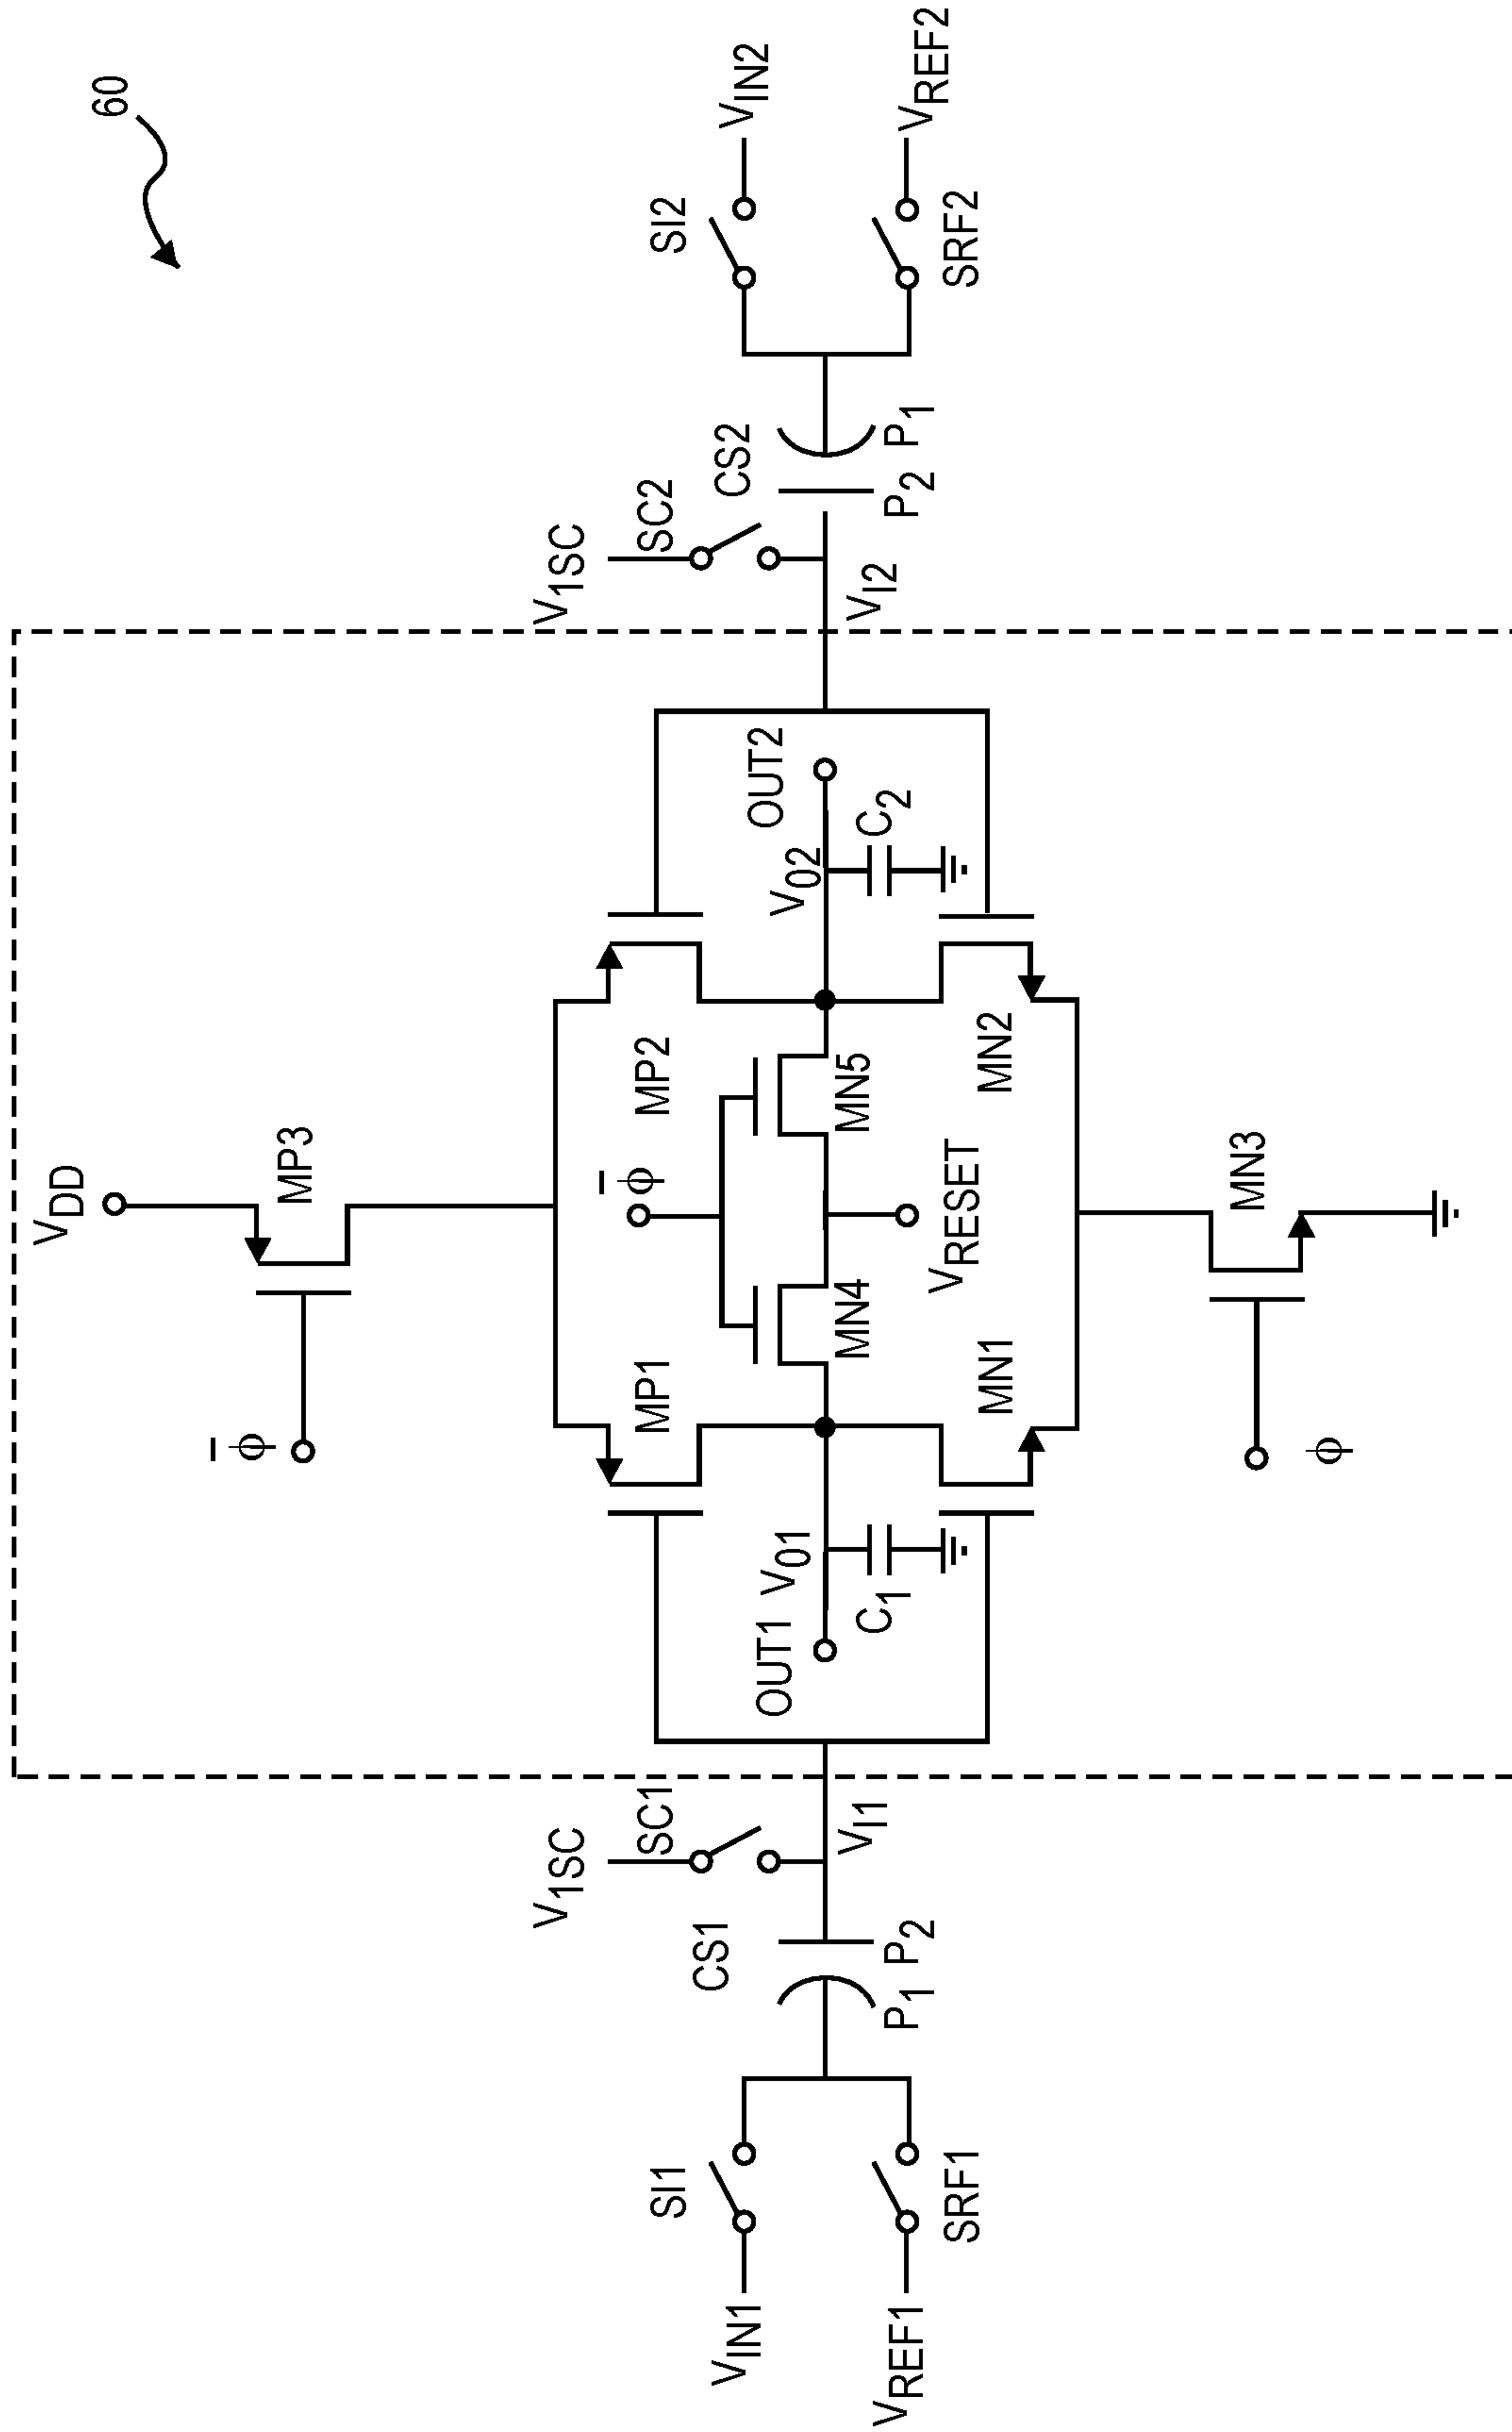 60
VDD
MP3
φ̄
V1SC
V1SC
SI1
SC1
MP1
φ̄
MP2
SC2
SI2
VIN1
CS1
OUT1
V01
V02
OUT2
CS2
VIN2
VI1
VI2
P1
P2
C1
MN4
MN5
C2
P2
P1
VREF1
SRF1
VRESET
SRF2
VREF2
MN1
MN2
MN3
φ